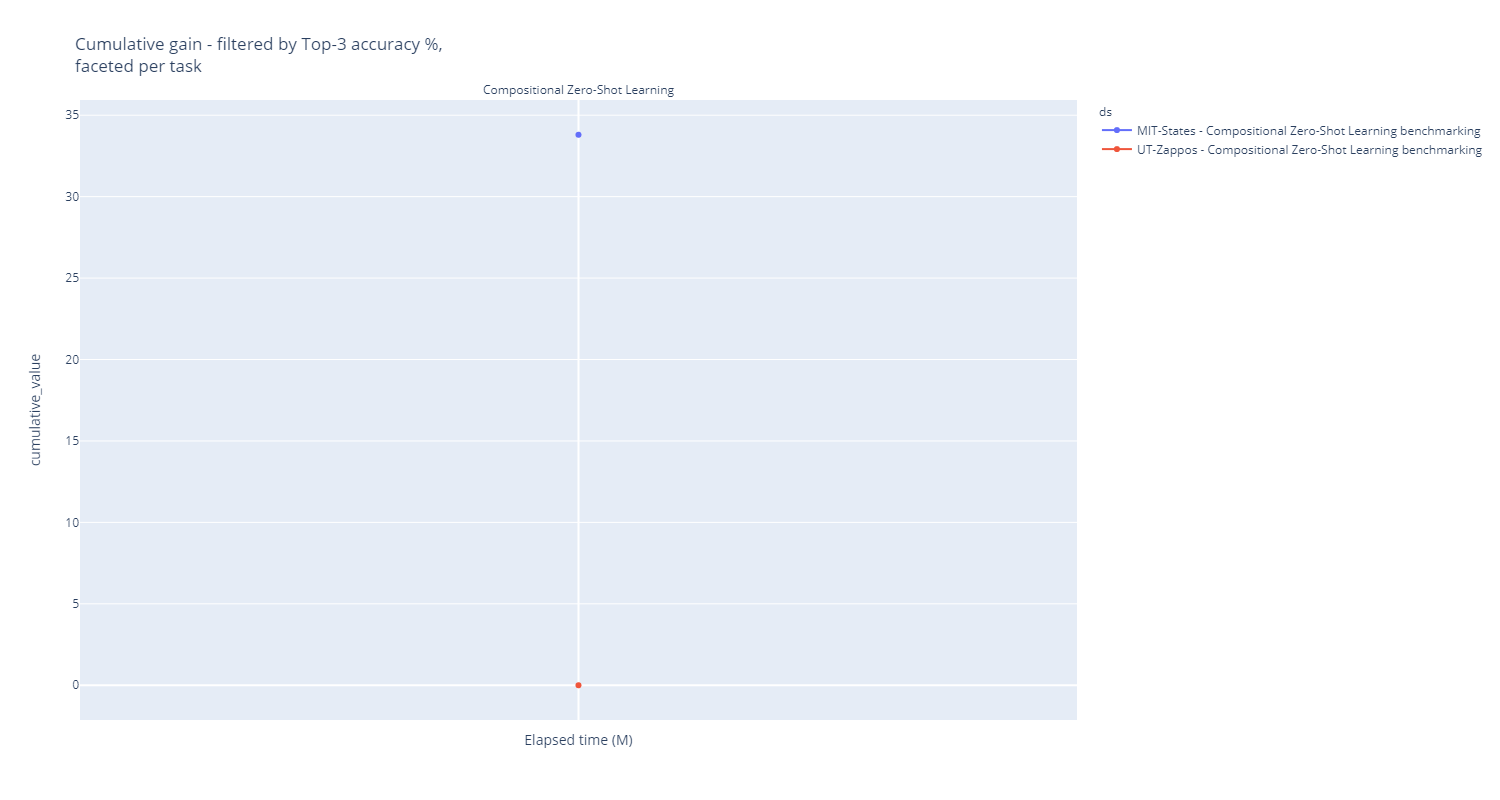 Cumulative gain - filtered by Top-3 accuracy %,
faceted per task
Compositional Zero-Shot Learning
ds
MIT-States - Compositional Zero-Shot Learning benchmarking
UT-Zappos - Compositional Zero-Shot Learning benchmarking
35
30
25
20
15
10
5
0
cumulative_value
Elapsed time (M)